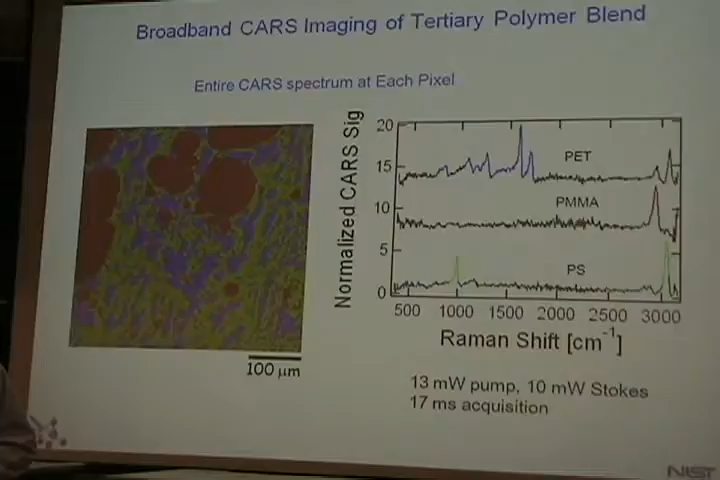 Broadband CARS Imaging of Tertiary Polymer Blend
Entire CARS spectrum at Each Pixel
Normalized CARS Sig
20
15
10
5
0
PET
PMMA
PS
500 1000 1500 2000 2500 3000
Raman Shift [cm⁻¹]
100 µm
13 mW pump, 10 mW Stokes
17 ms acquisition
NIST